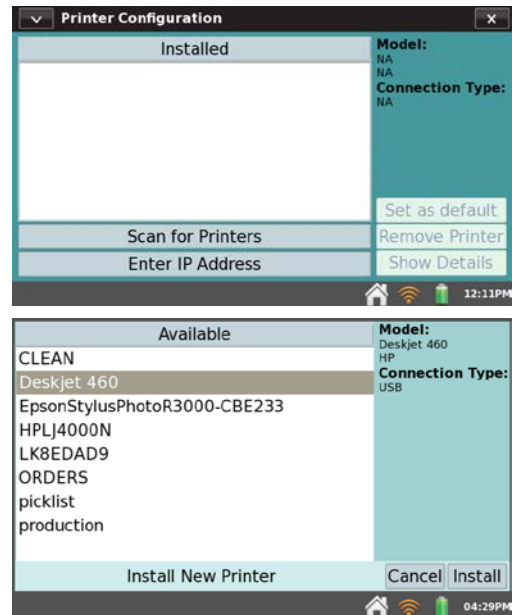 Printer Configuration
x
Installed
Model:
NA
NA
Connection Type:
NA
Set as default
Scan for Printers
Remove Printer
Enter IP Address
Show Details
12:11PM
Available
Model:
Deskjet 460
HP
Connection Type:
USB
CLEAN
Deskjet 460
EpsonStylusPhotoR3000-CBE233
HPLJ4000N
LK8EDAD9
ORDERS
picklist
production
Install New Printer
Cancel
Install
04:29PM